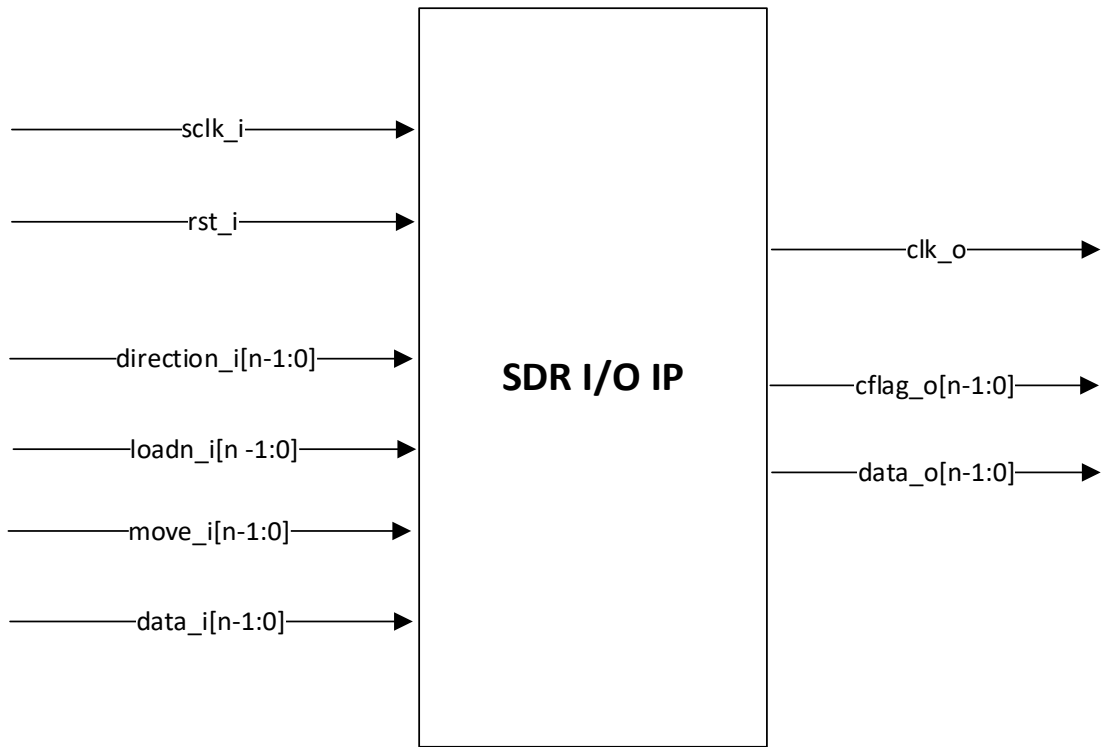 sclk_i
rst_i
direction_i[n-1:0]
loadn_i[n -1:0]
move_i[n-1:0]
data_i[n-1:0]
SDR I/O IP
clk_o
cflag_o[n-1:0]
data_o[n-1:0]